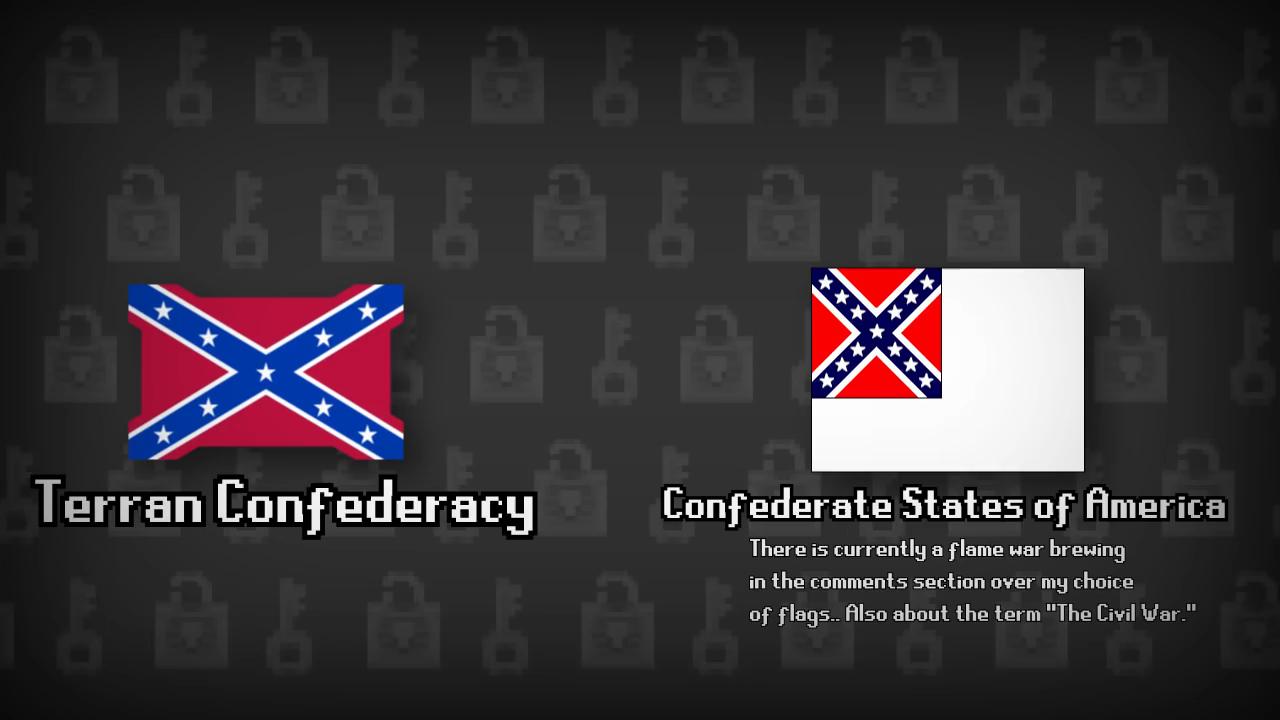 Terran Confederacy
Confederate States of America
There is currently a flame war brewing
in the comments section over my choice
of flags.. Also about the term "The Civil War."